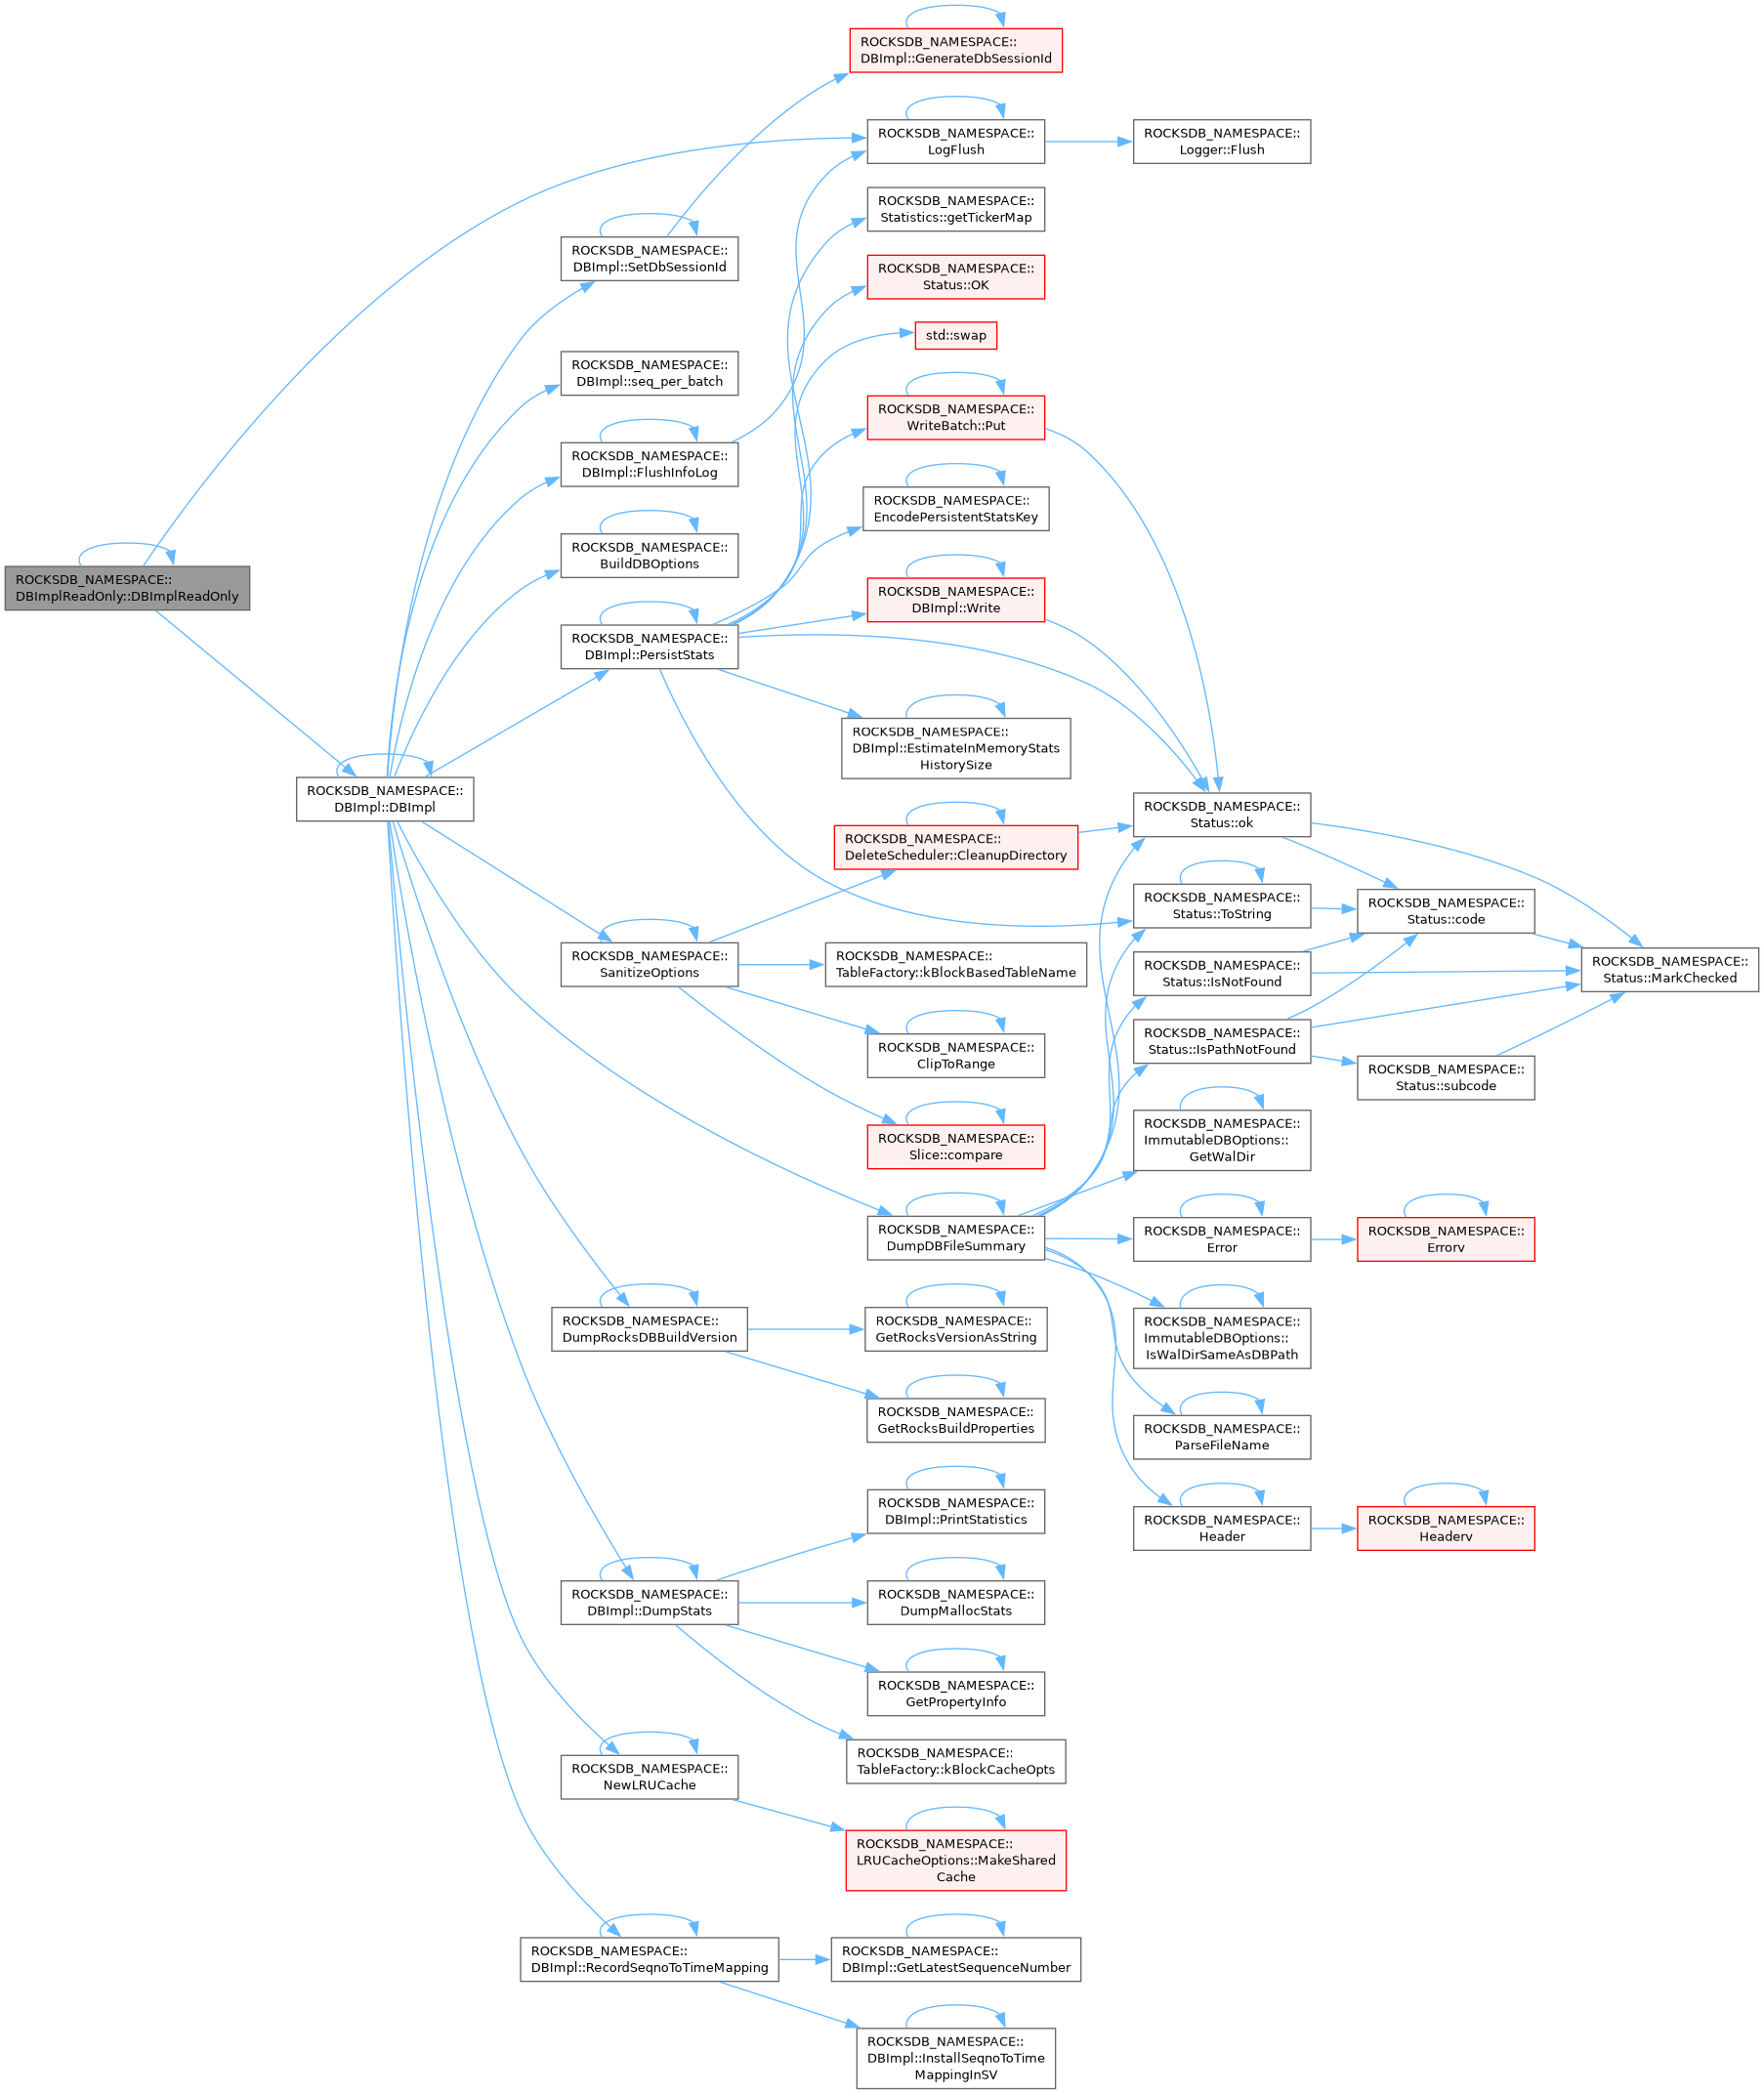 ROCKSDB_NAMESPACE::
DBImplReadOnly::DBImplReadOnly
ROCKSDB_NAMESPACE::
DBImpl::DBImpl
ROCKSDB_NAMESPACE::
DBImpl::SetDbSessionId
ROCKSDB_NAMESPACE::
DBImpl::seq_per_batch
ROCKSDB_NAMESPACE::
DBImpl::FlushInfoLog
ROCKSDB_NAMESPACE::
BuildDBOptions
ROCKSDB_NAMESPACE::
DBImpl::PersistStats
ROCKSDB_NAMESPACE::
SanitizeOptions
ROCKSDB_NAMESPACE::
DumpRocksDBBuildVersion
ROCKSDB_NAMESPACE::
DBImpl::DumpStats
ROCKSDB_NAMESPACE::
NewLRUCache
ROCKSDB_NAMESPACE::
DBImpl::RecordSeqnoToTimeMapping
ROCKSDB_NAMESPACE::
DBImpl::GenerateDbSessionId
ROCKSDB_NAMESPACE::
LogFlush
ROCKSDB_NAMESPACE::
Statistics::getTickerMap
ROCKSDB_NAMESPACE::
Status::OK
std::swap
ROCKSDB_NAMESPACE::
WriteBatch::Put
ROCKSDB_NAMESPACE::
EncodePersistentStatsKey
ROCKSDB_NAMESPACE::
DBImpl::Write
ROCKSDB_NAMESPACE::
DBImpl::EstimateInMemoryStats
HistorySize
ROCKSDB_NAMESPACE::
DeleteScheduler::CleanupDirectory
ROCKSDB_NAMESPACE::
TableFactory::kBlockBasedTableName
ROCKSDB_NAMESPACE::
ClipToRange
ROCKSDB_NAMESPACE::
Slice::compare
ROCKSDB_NAMESPACE::
DumpDBFileSummary
ROCKSDB_NAMESPACE::
GetRocksVersionAsString
ROCKSDB_NAMESPACE::
GetRocksBuildProperties
ROCKSDB_NAMESPACE::
DBImpl::PrintStatistics
ROCKSDB_NAMESPACE::
DumpMallocStats
ROCKSDB_NAMESPACE::
GetPropertyInfo
ROCKSDB_NAMESPACE::
TableFactory::kBlockCacheOpts
ROCKSDB_NAMESPACE::
LRUCacheOptions::MakeShared
Cache
ROCKSDB_NAMESPACE::
DBImpl::GetLatestSequenceNumber
ROCKSDB_NAMESPACE::
DBImpl::InstallSeqnoToTime
MappingInSV
ROCKSDB_NAMESPACE::
Logger::Flush
ROCKSDB_NAMESPACE::
Status::ok
ROCKSDB_NAMESPACE::
Status::ToString
ROCKSDB_NAMESPACE::
Status::IsNotFound
ROCKSDB_NAMESPACE::
Status::IsPathNotFound
ROCKSDB_NAMESPACE::
ImmutableDBOptions::
GetWalDir
ROCKSDB_NAMESPACE::
Error
ROCKSDB_NAMESPACE::
ImmutableDBOptions::
IsWalDirSameAsDBPath
ROCKSDB_NAMESPACE::
ParseFileName
ROCKSDB_NAMESPACE::
Header
ROCKSDB_NAMESPACE::
Status::code
ROCKSDB_NAMESPACE::
Status::subcode
ROCKSDB_NAMESPACE::
Errorv
ROCKSDB_NAMESPACE::
Headerv
ROCKSDB_NAMESPACE::
Status::MarkChecked